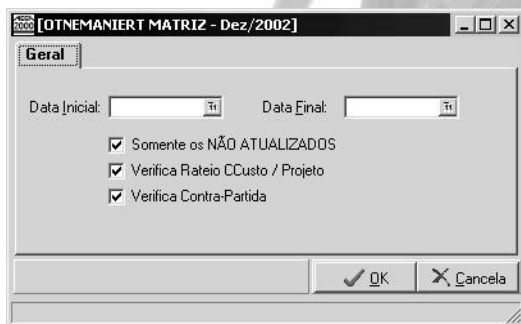 [OTNEMANIERT MATRIZ - Dez/2002]
Geral
Data Inicial: Data Final:
Somente os NÃO ATUALIZADOS
Verifica Rateio CCusto / Projeto
Verifica Contra-Partida
OK Cancela